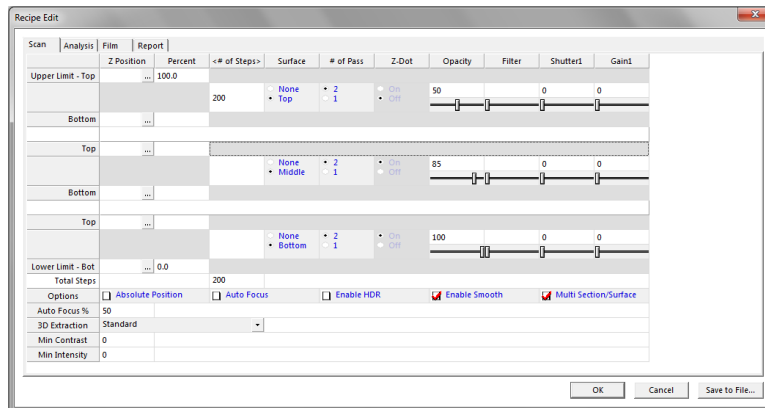 Recipe Edit
Scan Analysis Film Report
Z Position Percent <# of Steps> Surface # of Pass Z-Dot Opacity Filter Shutter1 Gain1
Upper Limit - Top ... 100.0
200 None Top 2 1 On Off 50 0 0
Bottom ...
Top ...
None Middle 2 1 On Off 85 0 0
Bottom ...
Top ...
None Bottom 2 1 On Off 100 0 0
Lower Limit - Bot ... 0.0
Total Steps 200
Options Absolute Position Auto Focus Enable HDR Enable Smooth Multi Section/Surface
Auto Focus % 50
3D Extraction Standard
Min Contrast 0
Min Intensity 0
OK Cancel Save to File...